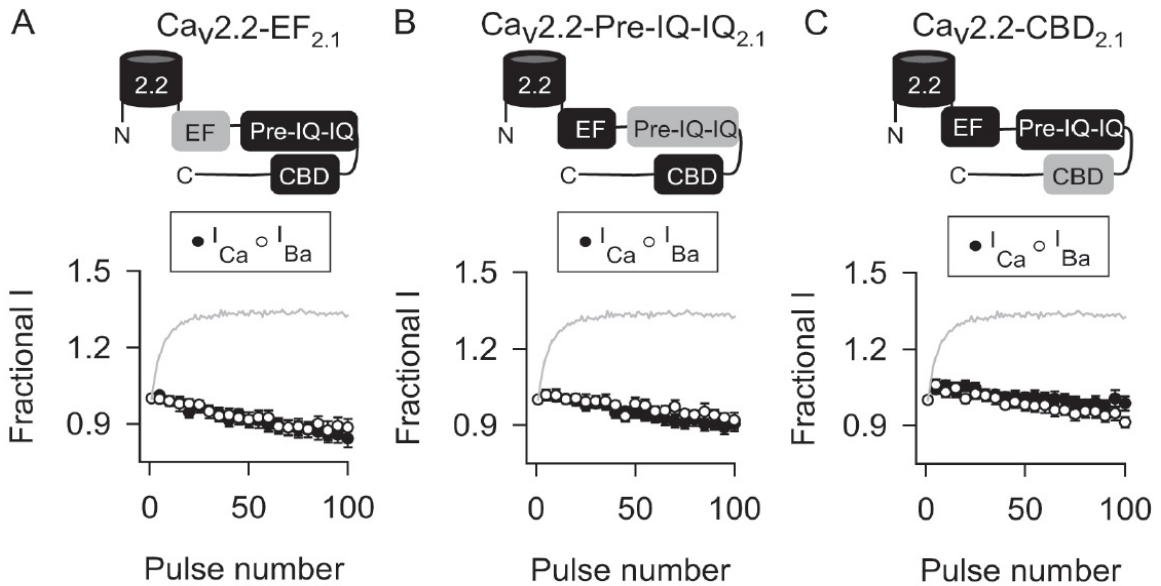 A
Cav2.2-EF2.1
2.2
N
EF
Pre-IQ-IQ
C
CBD
ICa
IBa
1.5
1.2
0.9
Fractional I
0
50
100
Pulse number
B
Cav2.2-Pre-IQ-IQ2.1
2.2
N
EF
Pre-IQ-IQ
C
CBD
ICa
IBa
1.5
1.2
0.9
Fractional I
0
50
100
Pulse number
C
Cav2.2-CBD2.1
2.2
N
EF
Pre-IQ-IQ
C
CBD
ICa
IBa
1.5
1.2
0.9
Fractional I
0
50
100
Pulse number